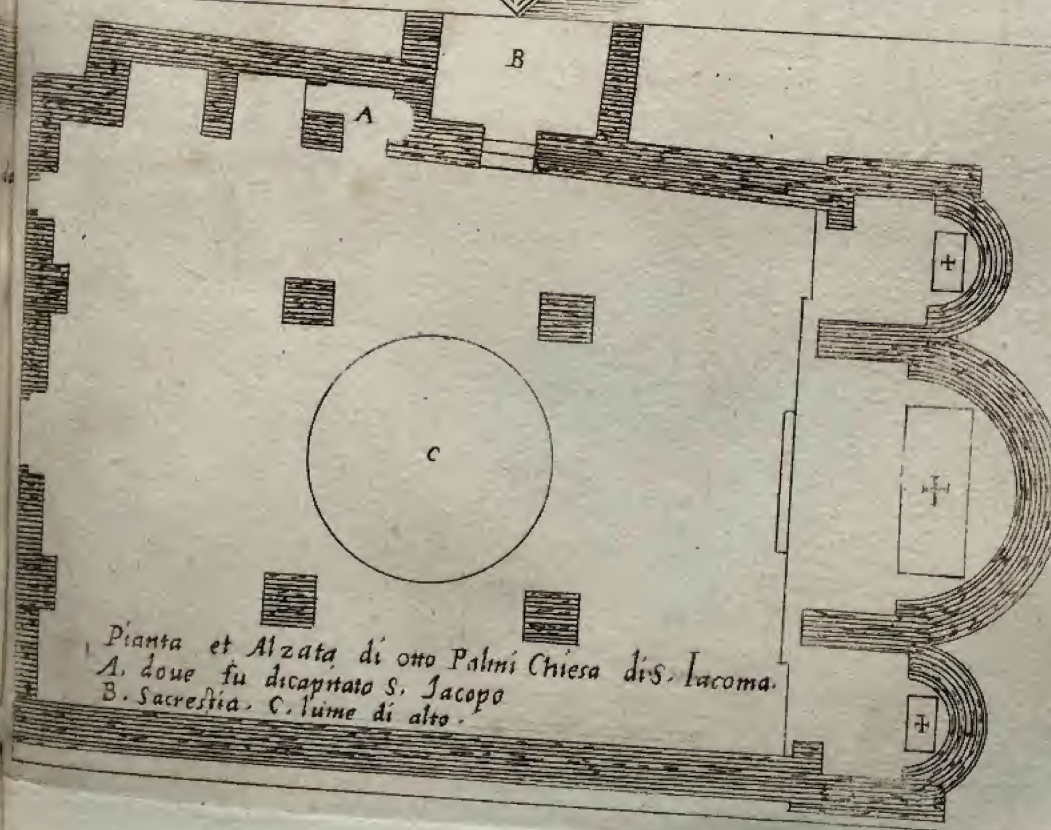 B
A
C
Pianta et Alzata di otto Palmi Chiesa di S. Iacoma.
A. doue fu dicapitato S. Jacopo
B. Sacrestia. C. lume di alto.